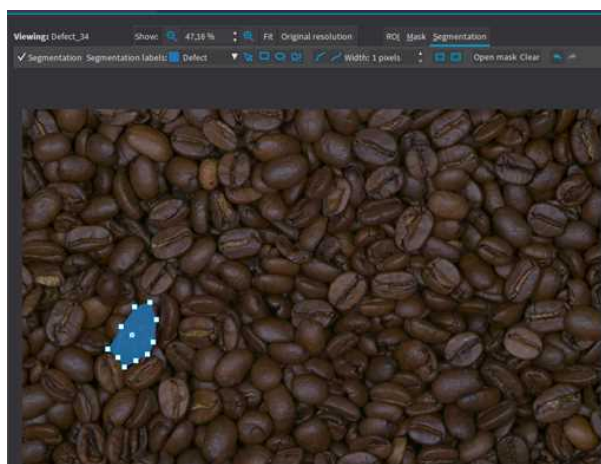 Viewing: Defect_34 Show: 47,16 % Fit Original resolution ROI Mask Segmentation
✓ Segmentation Segmentation labels: Defect Width: 1 pixels Open mask Clear